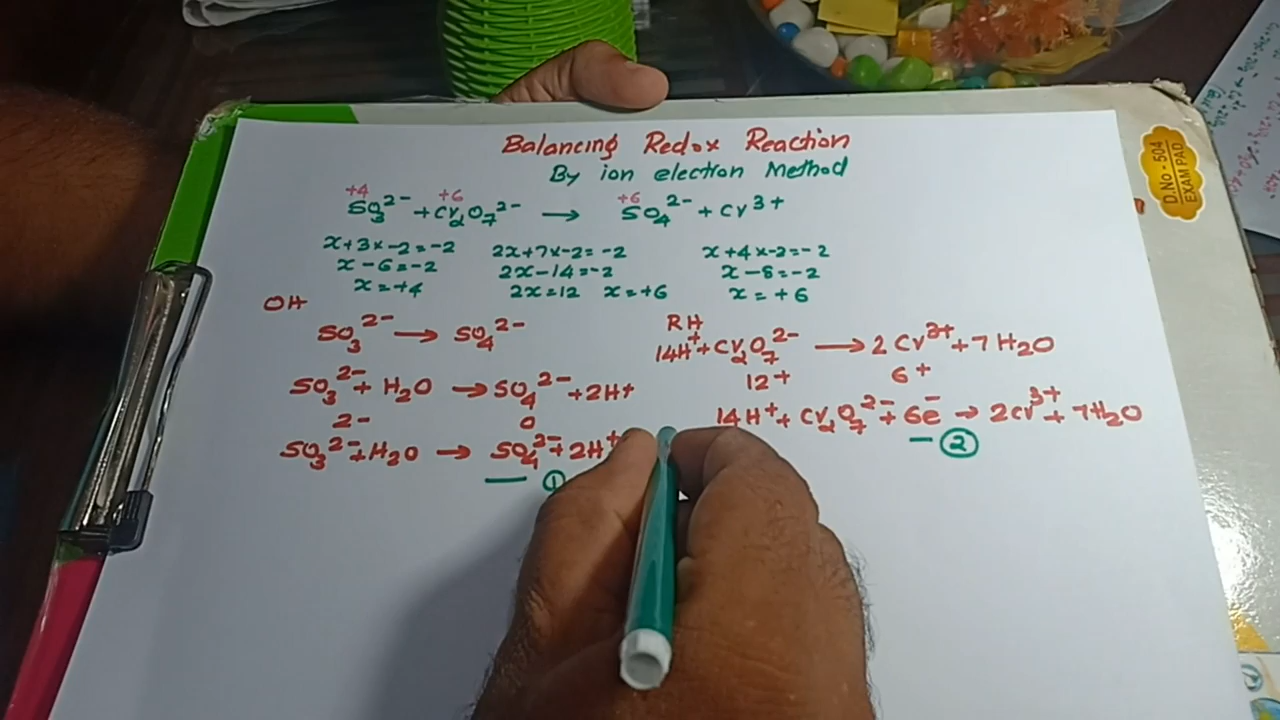 Balancing Redox Reaction
By ion electron Method
+4 +6 +6
SO3^2- + Cr2O7^2- → SO4^2- + Cr^3+
x+3x-2=-2 2x+7x-2=-2 x+4x-2=-2
x-6=-2 2x-14=-2 x-8=-2
x=+4 2x=12 x=+6 x=+6
OH
SO3^2- → SO4^2-
SO3^2- + H2O → SO4^2- + 2H+
2- 0
SO3^2- + H2O → SO4^2- + 2H+
— ①
RH
14H+ + Cr2O7^2- → 2Cr^3+ + 7H2O
12+ 6+
14H+ + Cr2O7^2- + 6e- → 2Cr^3+ + 7H2O
— ②
D.No - 504
EXAM PAD